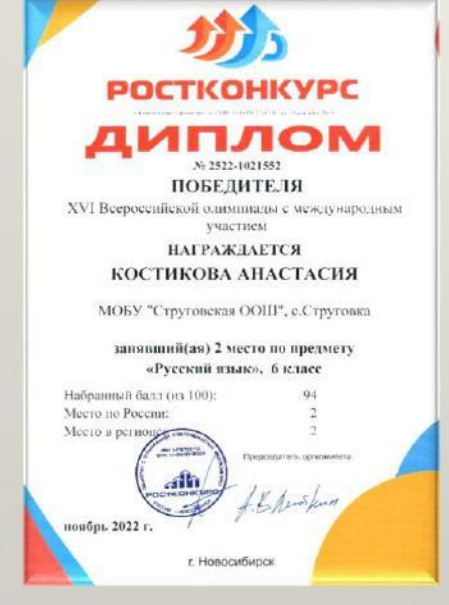 РОСТКОНКУРС
ДИПЛОМ
№ 2522-1021552
ПОБЕДИТЕЛЯ
XVI Всероссийской олимпиады с международным
участием
НАГРАЖДАЕТСЯ
КОСТИКОВА АНАСТАСИЯ
МОБУ "Струговская ООШ", с.Струговка
занявший(ая) 2 место по предмету
«Русский язык», 6 класс
Набранный балл (из 100): 94
Место по России: 2
Место в регионе: 2
Председатель оргкомитета
РОСТКОНКУРС
ноябрь 2022 г.
г. Новосибирск